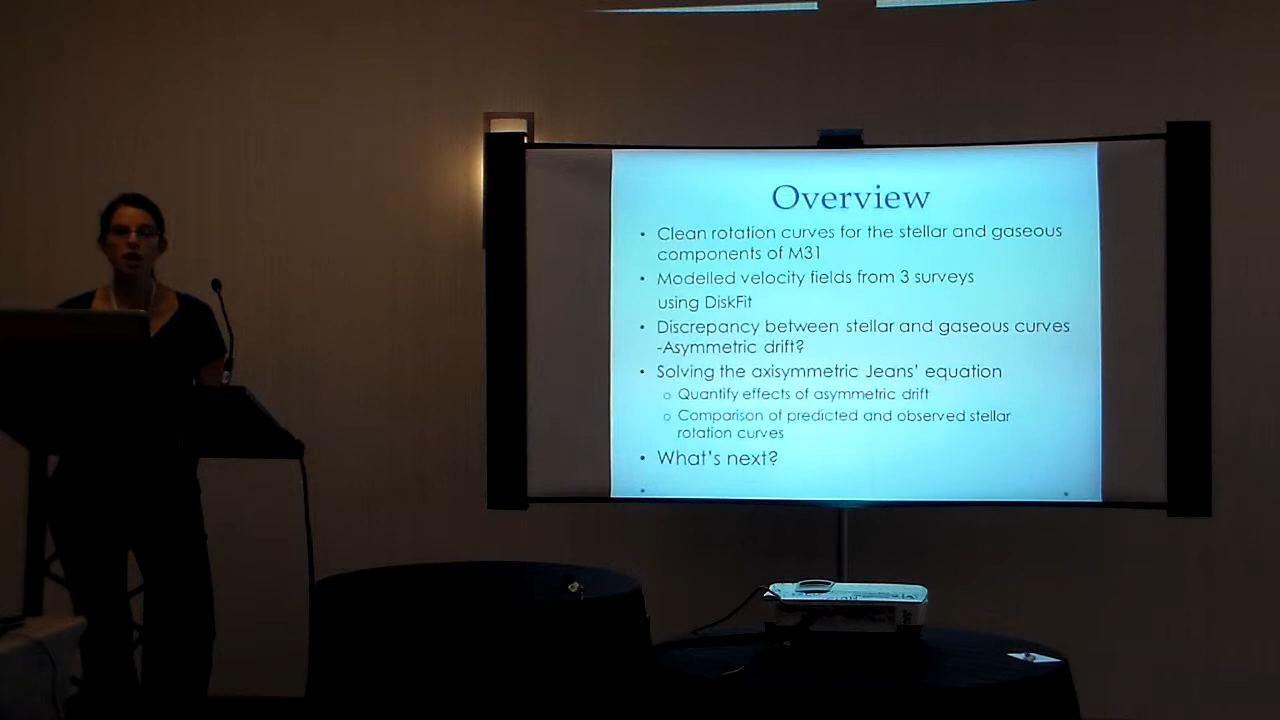 Overview
• Clean rotation curves for the stellar and gaseous
components of M31
• Modelled velocity fields from 3 surveys
using DiskFit
• Discrepancy between stellar and gaseous curves
-Asymmetric drift?
• Solving the axisymmetric Jeans' equation
○ Quantify effects of asymmetric drift
○ Comparison of predicted and observed stellar
rotation curves
• What's next?